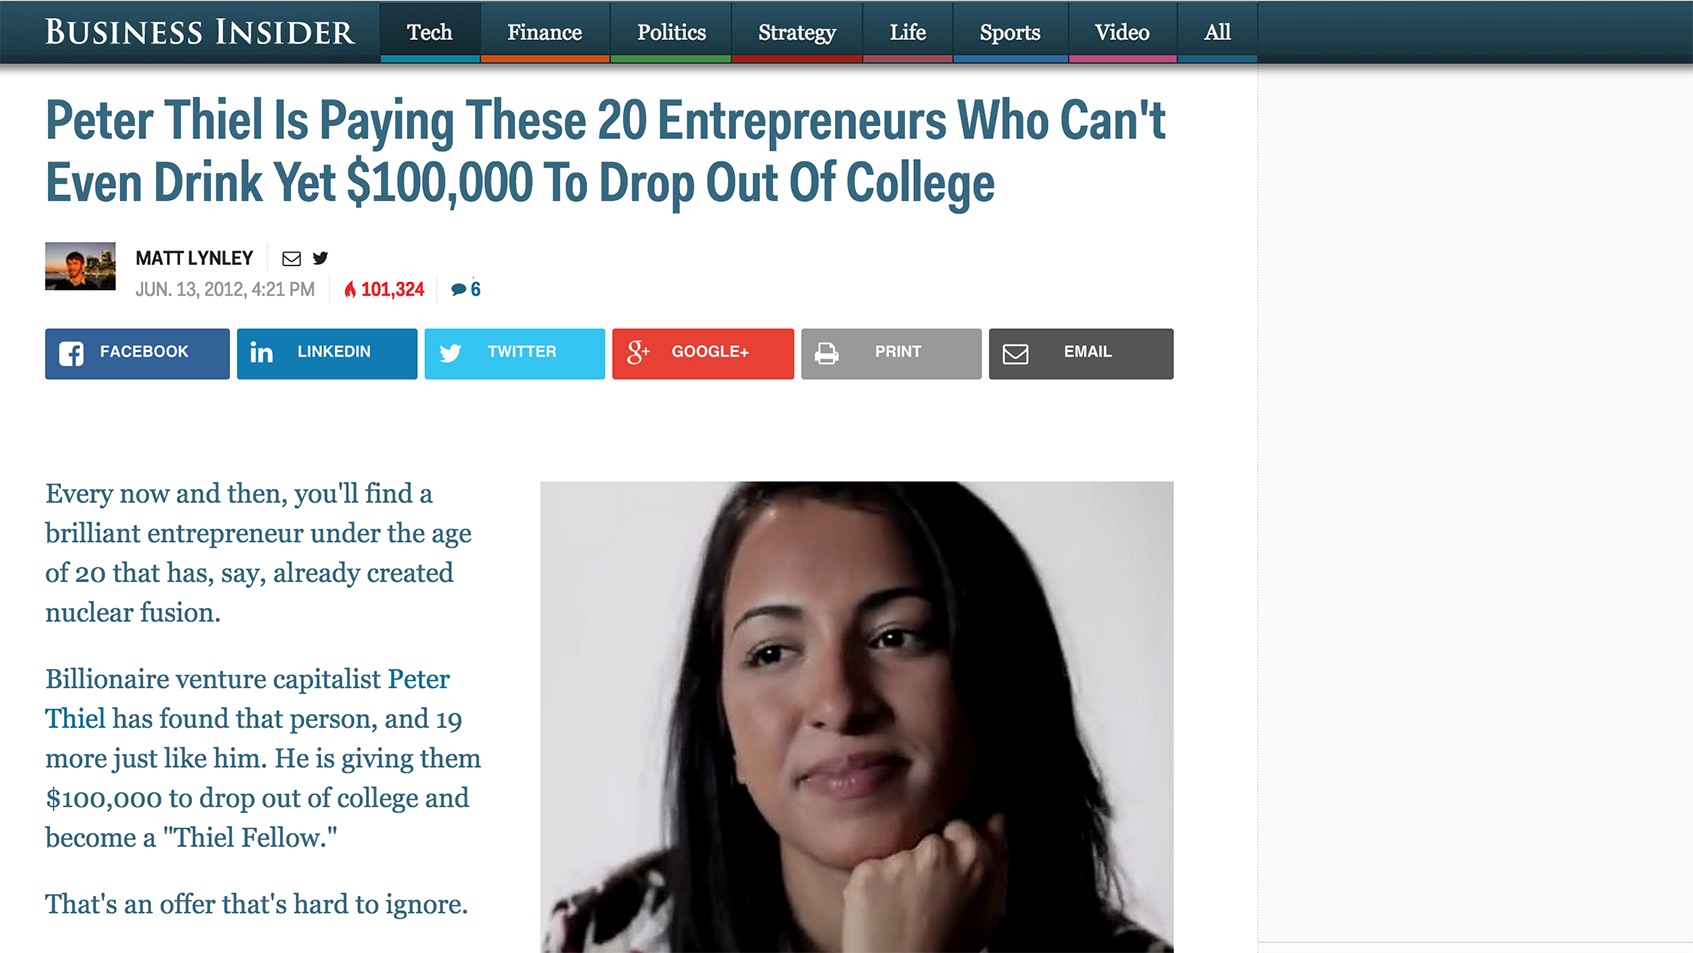 BUSINESS INSIDER
Tech Finance Politics Strategy Life Sports Video All
Peter Thiel Is Paying These 20 Entrepreneurs Who Can't
Even Drink Yet $100,000 To Drop Out Of College
MATT LYNLEY
JUN. 13, 2012, 4:21 PM 101,324 6
FACEBOOK LINKEDIN TWITTER GOOGLE+ PRINT EMAIL
Every now and then, you'll find a
brilliant entrepreneur under the age
of 20 that has, say, already created
nuclear fusion.
Billionaire venture capitalist Peter
Thiel has found that person, and 19
more just like him. He is giving them
$100,000 to drop out of college and
become a "Thiel Fellow."
That's an offer that's hard to ignore.